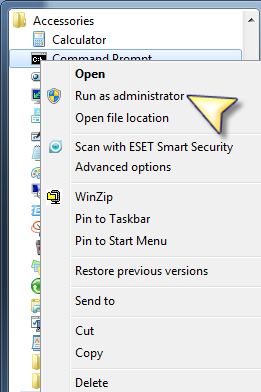 Accessories
Calculator
Command Prompt
Open
Run as administrator
Open file location
Scan with ESET Smart Security
Advanced options
WinZip
Pin to Taskbar
Pin to Start Menu
Restore previous versions
Send to
Cut
Copy
Delete